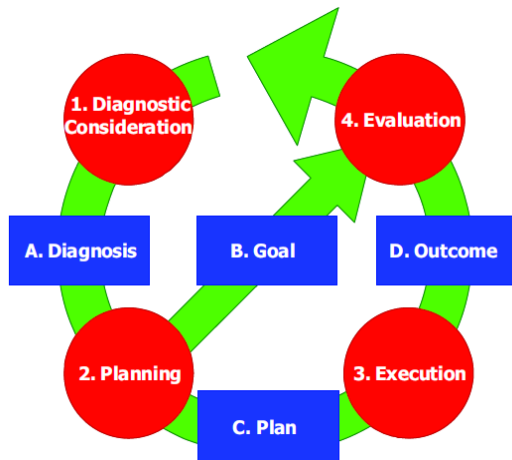 1. Diagnostic
Consideration
4. Evaluation
A. Diagnosis
B. Goal
D. Outcome
2. Planning
3. Execution
C. Plan